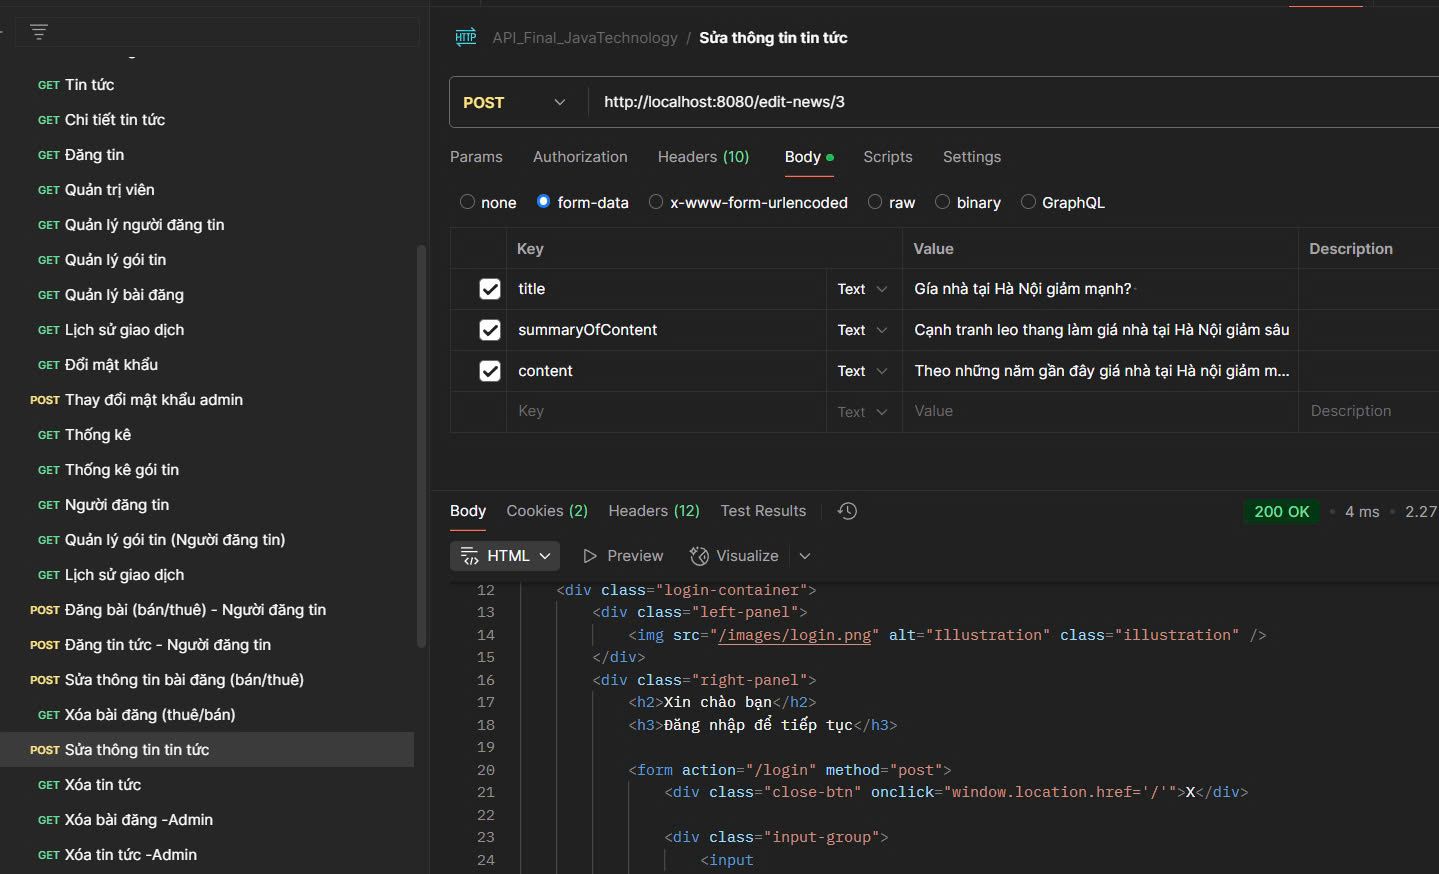 GET Tin tức
GET Chi tiết tin tức
GET Đăng tin
GET Quản trị viên
GET Quản lý người đăng tin
GET Quản lý gói tin
GET Quản lý bài đăng
GET Lịch sử giao dịch
GET Đổi mật khẩu
POST Thay đổi mật khẩu admin
GET Thống kê
GET Thống kê gói tin
GET Người đăng tin
GET Quản lý gói tin (Người đăng tin)
GET Lịch sử giao dịch
POST Đăng bài (bán/thuê) - Người đăng tin
POST Đăng tin tức - Người đăng tin
POST Sửa thông tin bài đăng (bán/thuê)
GET Xóa bài đăng (thuê/bán)
POST Sửa thông tin tin tức
GET Xóa tin tức
GET Xóa bài đăng -Admin
GET Xóa tin tức -Admin
HTTP API_Final_JavaTechnology / Sửa thông tin tin tức
POST http://localhost:8080/edit-news/3
Params Authorization Headers (10) Body Scripts Settings
none form-data x-www-form-urlencoded raw binary GraphQL
Key Value Description
title Text Gía nhà tại Hà Nội giảm mạnh?
summaryOfContent Text Cạnh tranh leo thang làm giá nhà tại Hà Nội giảm sâu
content Text Theo những năm gần đây giá nhà tại Hà nội giảm m...
Key Text Value Description
Body Cookies (2) Headers (12) Test Results 200 OK • 4 ms • 2.27
HTML Preview Visualize
12 <div class="login-container">
13 <div class="left-panel">
14 <img src="/images/login.png" alt="Illustration" class="illustration" />
15 </div>
16 <div class="right-panel">
17 <h2>Xin chào bạn</h2>
18 <h3>Đăng nhập để tiếp tục</h3>
19
20 <form action="/login" method="post">
21 <div class="close-btn" onclick="window.location.href='/'">X</div>
22
23 <div class="input-group">
24 <input